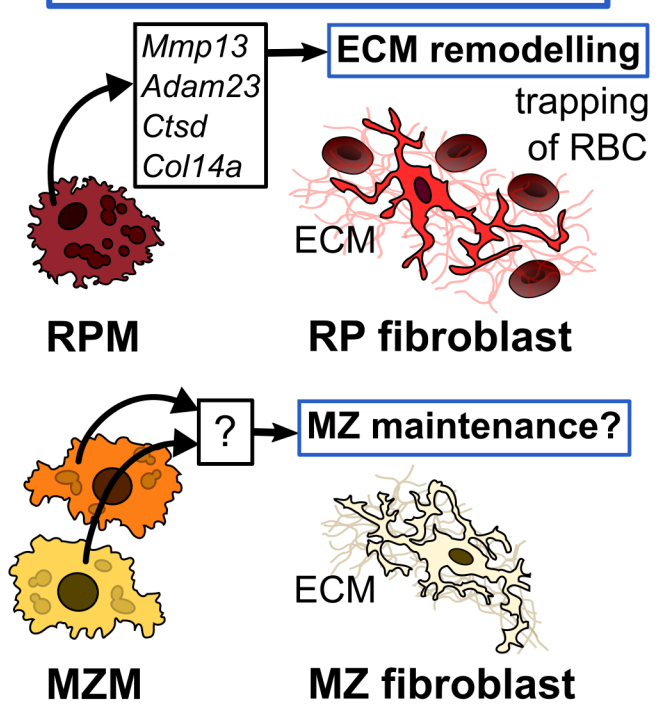 Mmp13
Adam23
Ctsd
Col14a
ECM remodelling
trapping
of RBC
ECM
RPM
RP fibroblast
?
MZ maintenance?
ECM
MZM
MZ fibroblast